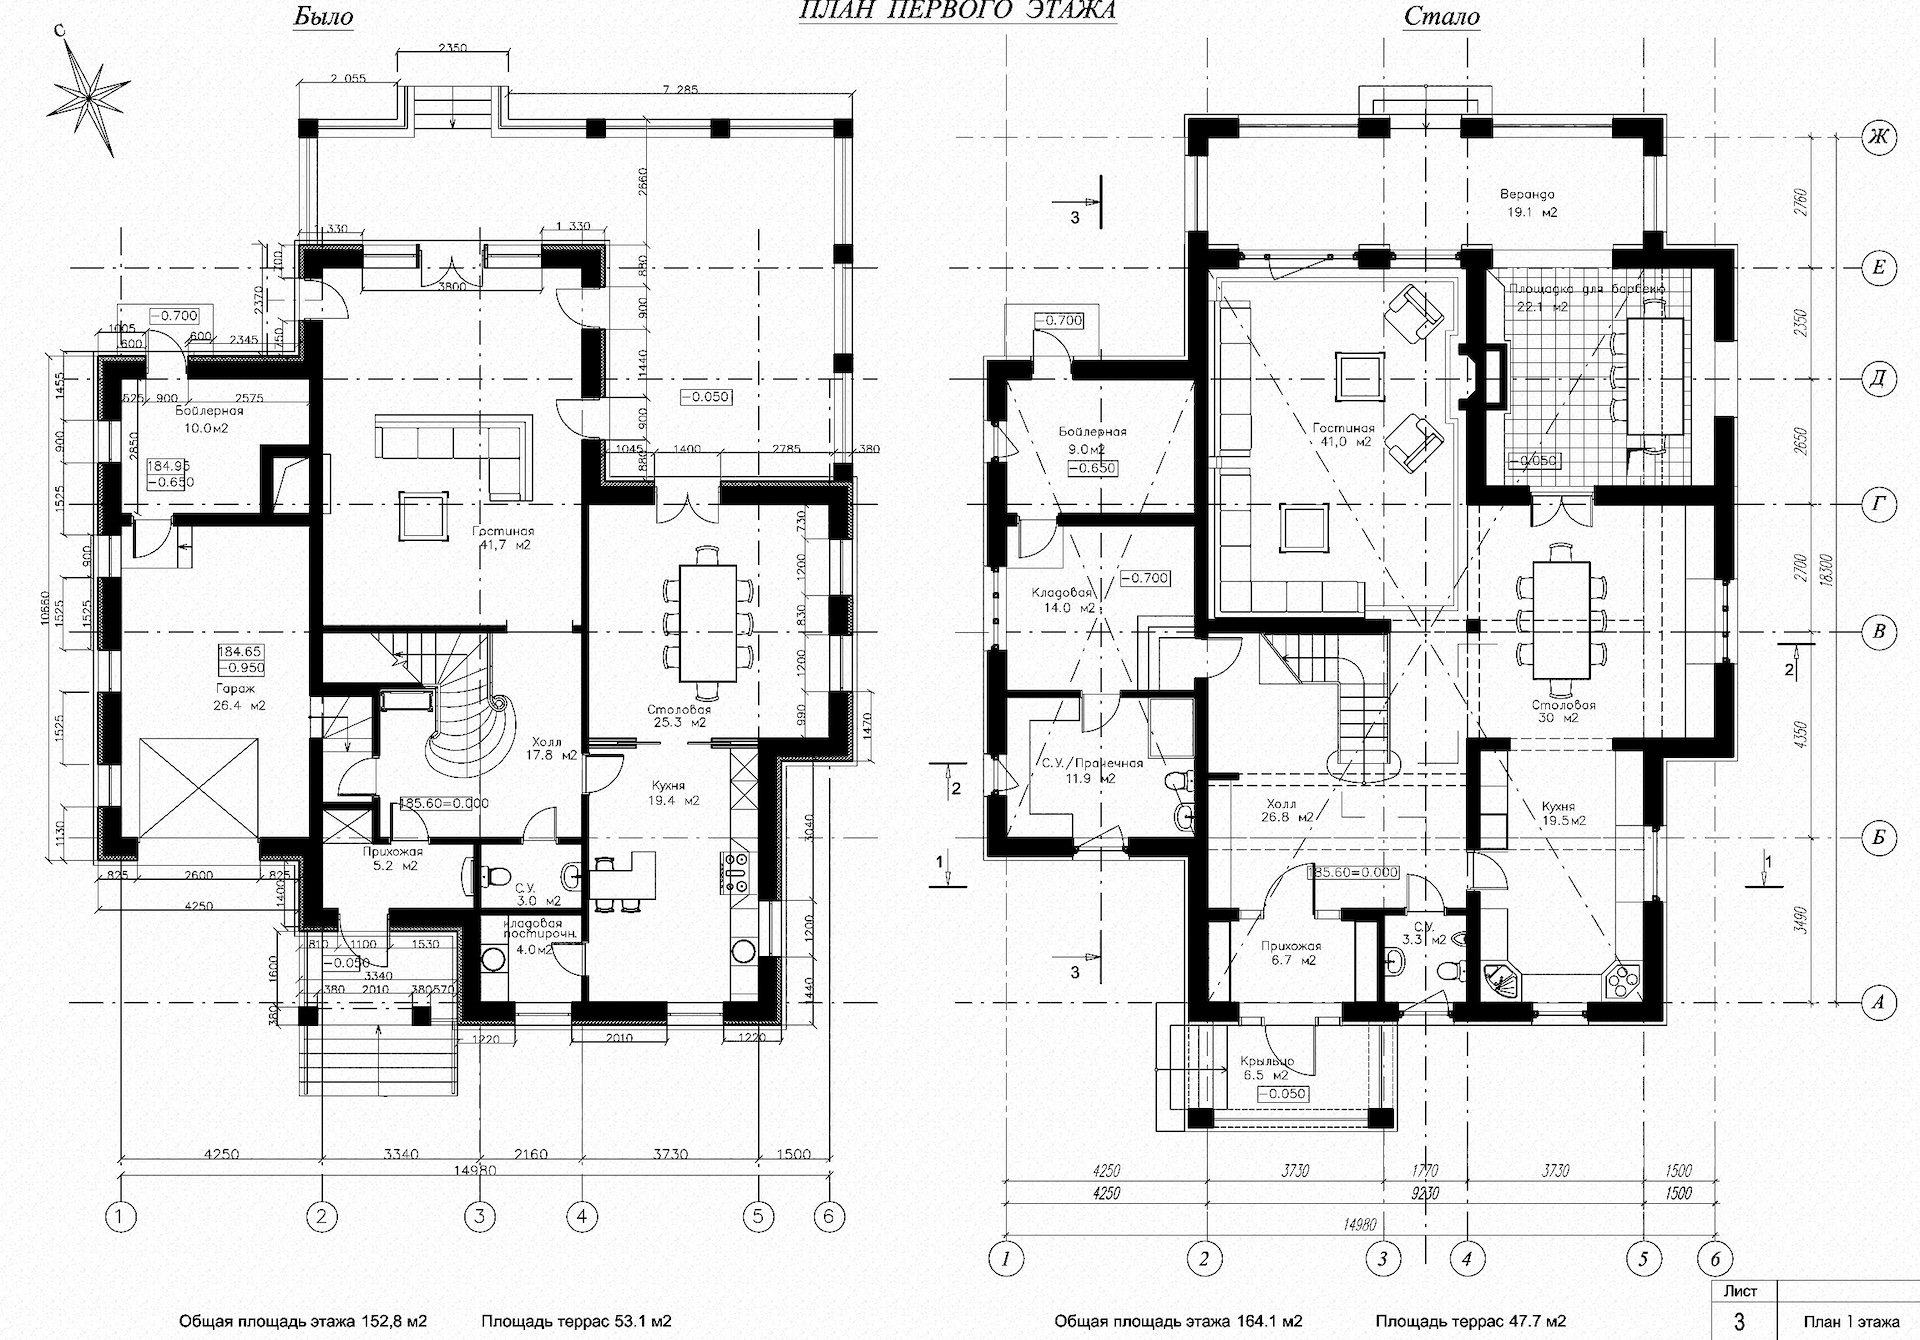 Было
ПЛАН ПЕРВОГО ЭТАЖА
Стало
С
2350
2 055
7 285
2660
1 330
1 330
700
2370
750
3800
830
900
1440
900
880
-0.700
1005
600
600
2345
1455
525
900
2575
Бойлерная
10.0м2
2850
900
184.95
-0.650
1525
-0.050
1045
1400
2785
380
Гостиная
41,7 м2
730
1200
830
1200
990
1470
900
1525
1525
10660
184.65
-0.950
Гараж
26.4 м2
1525
1130
Столовая
25.3 м2
Холл
17.8 м2
Кухня
19.4 м2
185.60=0.000
Прихожая
5.2 м2
С.У.
3.0 м2
кладовая
постирочн.
4.0м2
3040
1200
1440
825
2600
825
4250
1400
810
1100
1530
-0.050
3340
1600
380
2010
380
570
380
1220
2010
1220
4250
3340
2160
3730
1500
14980
1
2
3
4
5
6
Общая площадь этажа 152,8 м2
Площадь террас 53.1 м2
Ж
Веранда
19.1 м2
3
2760
Е
Площадка для барбекю
22.1 м2
-0.700
2350
Д
Гостиная
41,0 м2
Бойлерная
9.0м2
-0.650
-0.050
2650
Г
-0.700
Кладовая
14.0 м2
2700
18300
В
2
Столовая
30 м2
С.У./Прачечная
11.9 м2
2
4350
Холл
26.8 м2
Кухня
19.5м2
Б
1
1
185.60=0.000
3490
Прихожая
6.7 м2
С.У.
3.3 м2
3
А
Крыльцо
6.5 м2
-0.050
4250
3730
1770
3730
1500
4250
9230
1500
14980
1
2
3
4
5
6
Общая площадь этажа 164.1 м2
Площадь террас 47.7 м2
Лист
3
План 1 этажа